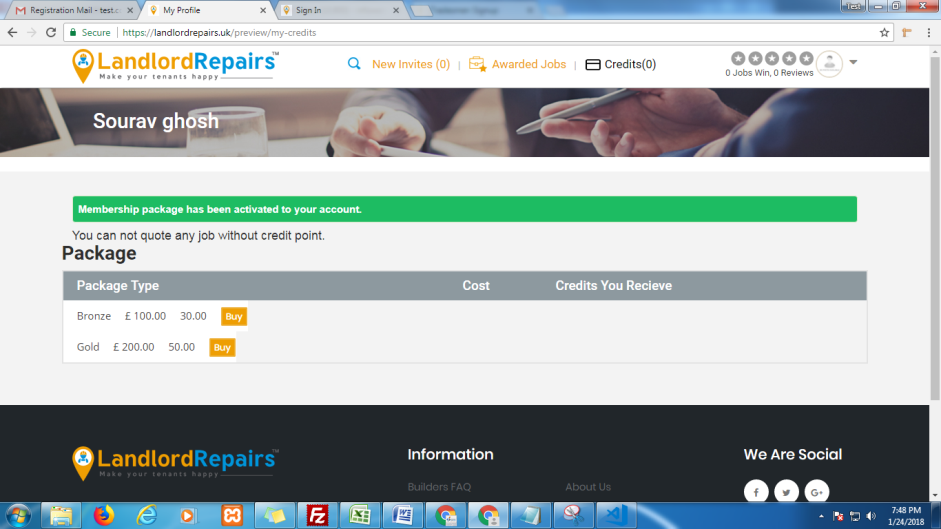 Registration Mail - test.c
My Profile
Sign In
Test
Secure
https://landlordrepairs.uk/preview/my-credits
LandlordRepairs™
Make your tenants happy
New Invites (0) | Awarded Jobs | Credits(0)
0 Jobs Win, 0 Reviews
Sourav ghosh
Membership package has been activated to your account.
You can not quote any job without credit point.
Package
Package Type Cost Credits You Recieve
Bronze £ 100.00 30.00 Buy
Gold £ 200.00 50.00 Buy
LandlordRepairs™
Make your tenants happy
Information
We Are Social
Builders FAQ
About Us
G+
7:48 PM
1/24/2018